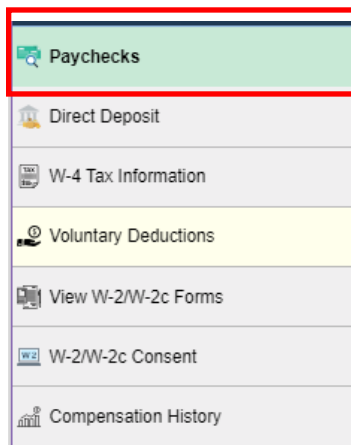 Paychecks
Direct Deposit
W-4 Tax Information
Voluntary Deductions
View W-2/W-2c Forms
W-2/W-2c Consent
Compensation History